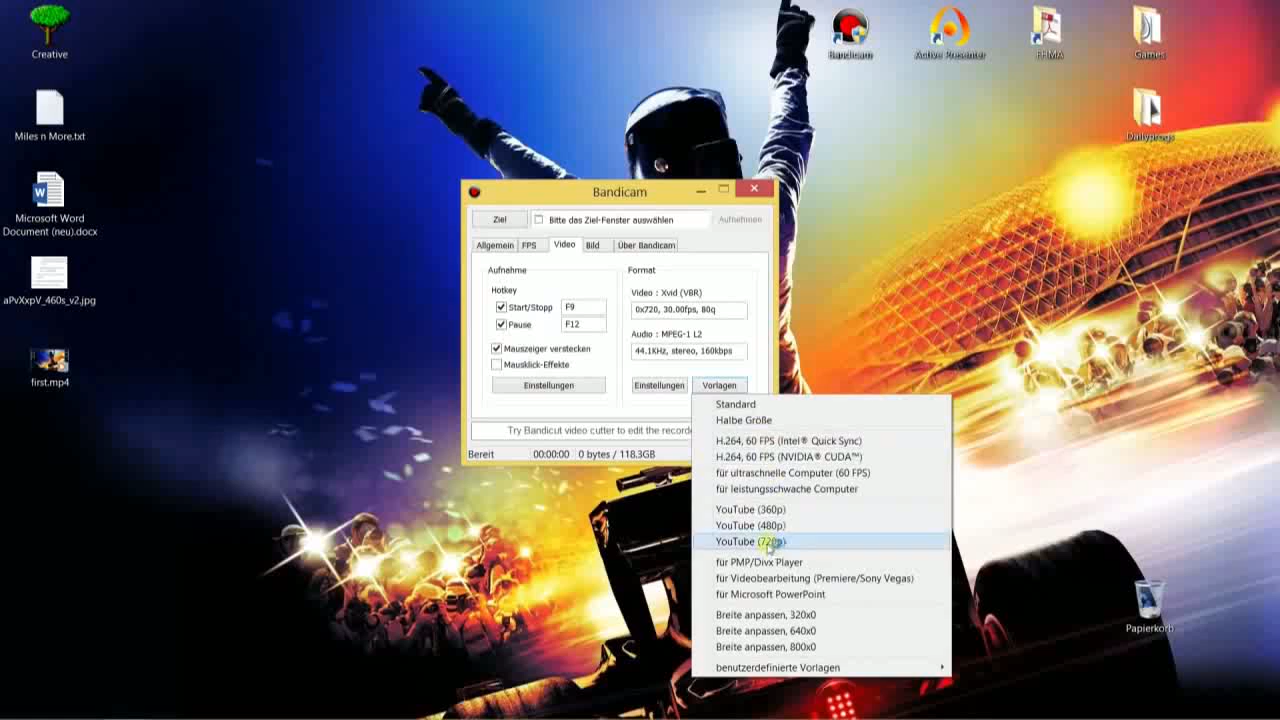 Creative
Miles n More.txt
Microsoft Word
Document (neu).docx
aPvXxpV_460s_v2.jpg
first.mp4
Bandicam
Active Presenter
FHMA
Games
Dailyprogs
Papierkorb
Bandicam
Ziel
Bitte das Ziel-Fenster auswählen
Aufnehmen
Allgemein
FPS
Video
Bild
Über Bandicam
Aufnahme
Hotkey
Start/Stopp
F9
Pause
F12
Mauszeiger verstecken
Mausklick-Effekte
Einstellungen
Format
Video : Xvid (VBR)
0x720, 30.00fps, 80q
Audio : MPEG-1 L2
44.1KHz, stereo, 160kbps
Einstellungen
Vorlagen
Try Bandicut video cutter to edit the recorde
Bereit
00:00:00
0 bytes / 118.3GB
Standard
Halbe Größe
H.264, 60 FPS (Intel® Quick Sync)
H.264, 60 FPS (NVIDIA® CUDA™)
für ultraschnelle Computer (60 FPS)
für leistungsschwache Computer
YouTube (360p)
YouTube (480p)
YouTube (720p)
für PMP/Divx Player
für Videobearbeitung (Premiere/Sony Vegas)
für Microsoft PowerPoint
Breite anpassen, 320x0
Breite anpassen, 640x0
Breite anpassen, 800x0
benutzerdefinierte Vorlagen